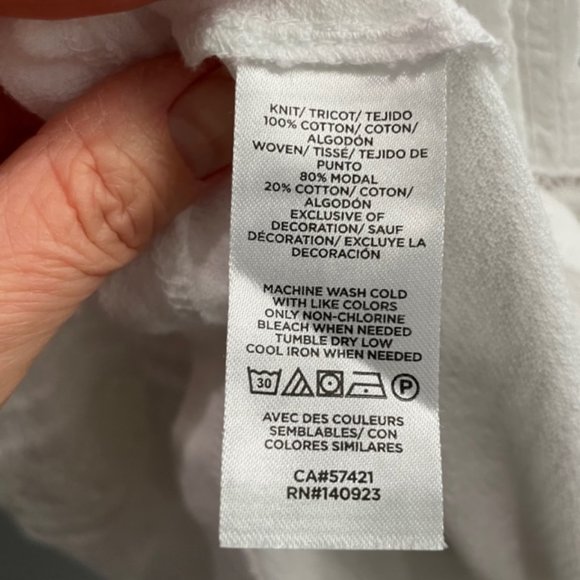 KNIT/ TRICOT/ TEJIDO
100% COTTON/ COTON/
ALGODÓN
WOVEN/ TISSÉ/ TEJIDO DE
PUNTO
80% MODAL
20% COTTON/ COTON/
ALGODÓN
EXCLUSIVE OF
DECORATION/ SAUF
DÉCORATION/ EXCLUYE LA
DECORACIÓN
MACHINE WASH COLD
WITH LIKE COLORS
ONLY NON-CHLORINE
BLEACH WHEN NEEDED
TUMBLE DRY LOW
COOL IRON WHEN NEEDED
30 P
AVEC DES COULEURS
SEMBLABLES/ CON
COLORES SIMILARES
CA#57421
RN#140923